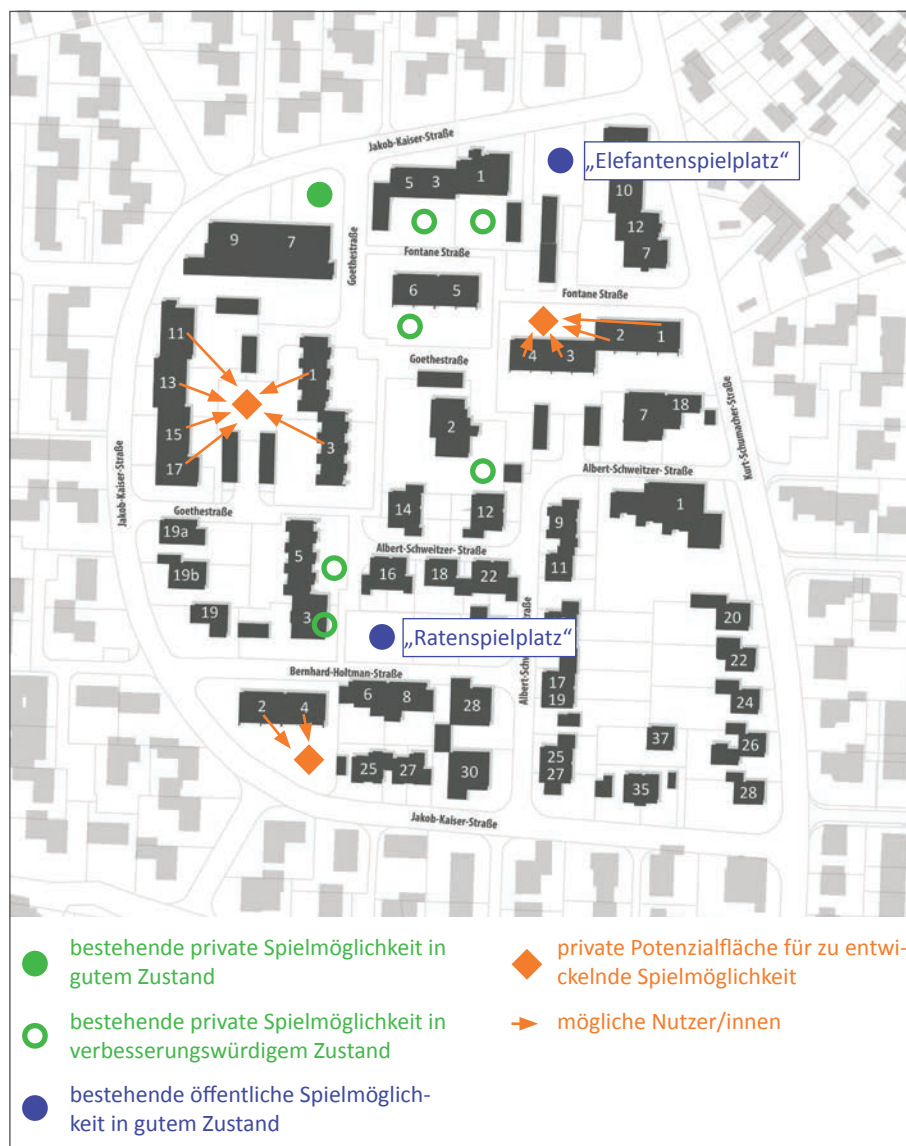 Jakob-Kaiser-Straße
„Elefantenspielplatz“
5 3 1
10
12
7
9 7
Goethestraße
Fontane Straße
6 5
Fontane Straße
11
2 1
4 3
Goethestraße
13
1
15
2
7 18
Kurt-Schumacher-Straße
3
17
Albert-Schweitzer- Straße
Jakob-Kaiser-Straße
Goethestraße
14
12
1
9
19a
5
Albert-Schweitzer- Straße
19b
16 18 22
11
19
3
20
„Ratenspielplatz“
22
Bernhard-Holtman-Straße
17
19
2 4
6 8
28
24
37
26
25 27
30
25
27
35
28
Jakob-Kaiser-Straße
bestehende private Spielmöglichkeit in
gutem Zustand
bestehende private Spielmöglichkeit in
verbesserungswürdigem Zustand
bestehende öffentliche Spielmöglich-
keit in gutem Zustand
private Potenzialfläche für zu entwi-
ckelnde Spielmöglichkeit
mögliche Nutzer/innen